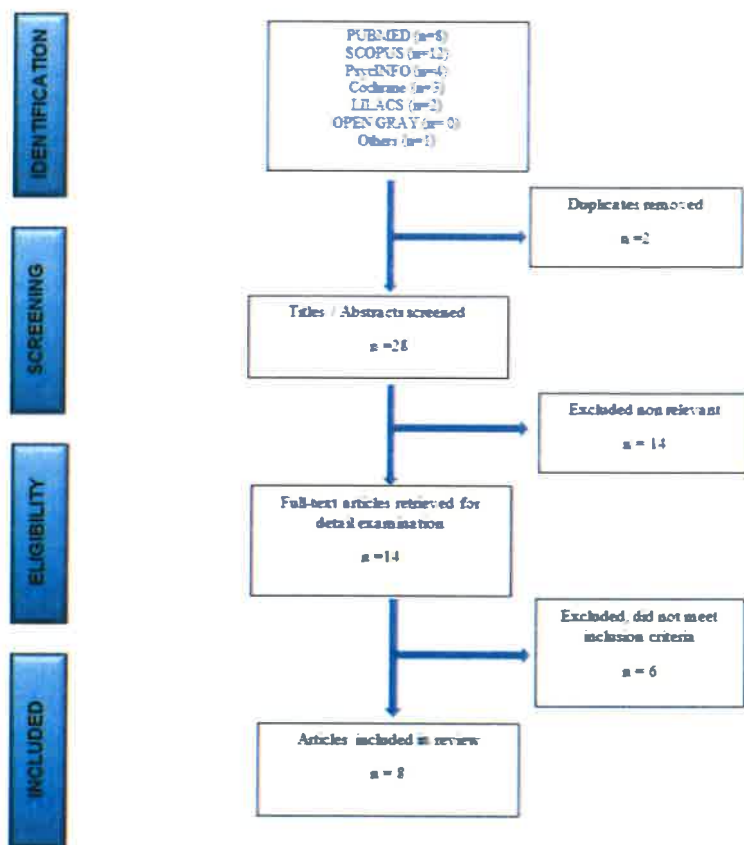 IDENTIFICATION
PUBMED (n=8)
SCOPUS (n=12)
PsycINFO (n=4)
Cochrane (n=3)
LILACS (n=2)
OPEN GRAY (n= 0)
Others (n=1)
Duplicates removed
n =2
SCREENING
Titles / Abstracts screened
n =28
Excluded non relevant
n = 14
ELIGIBILITY
Full-text articles retrieved for
detail examination
n =14
Excluded, did not meet
inclusion criteria
n = 6
INCLUDED
Articles included in review
n = 8